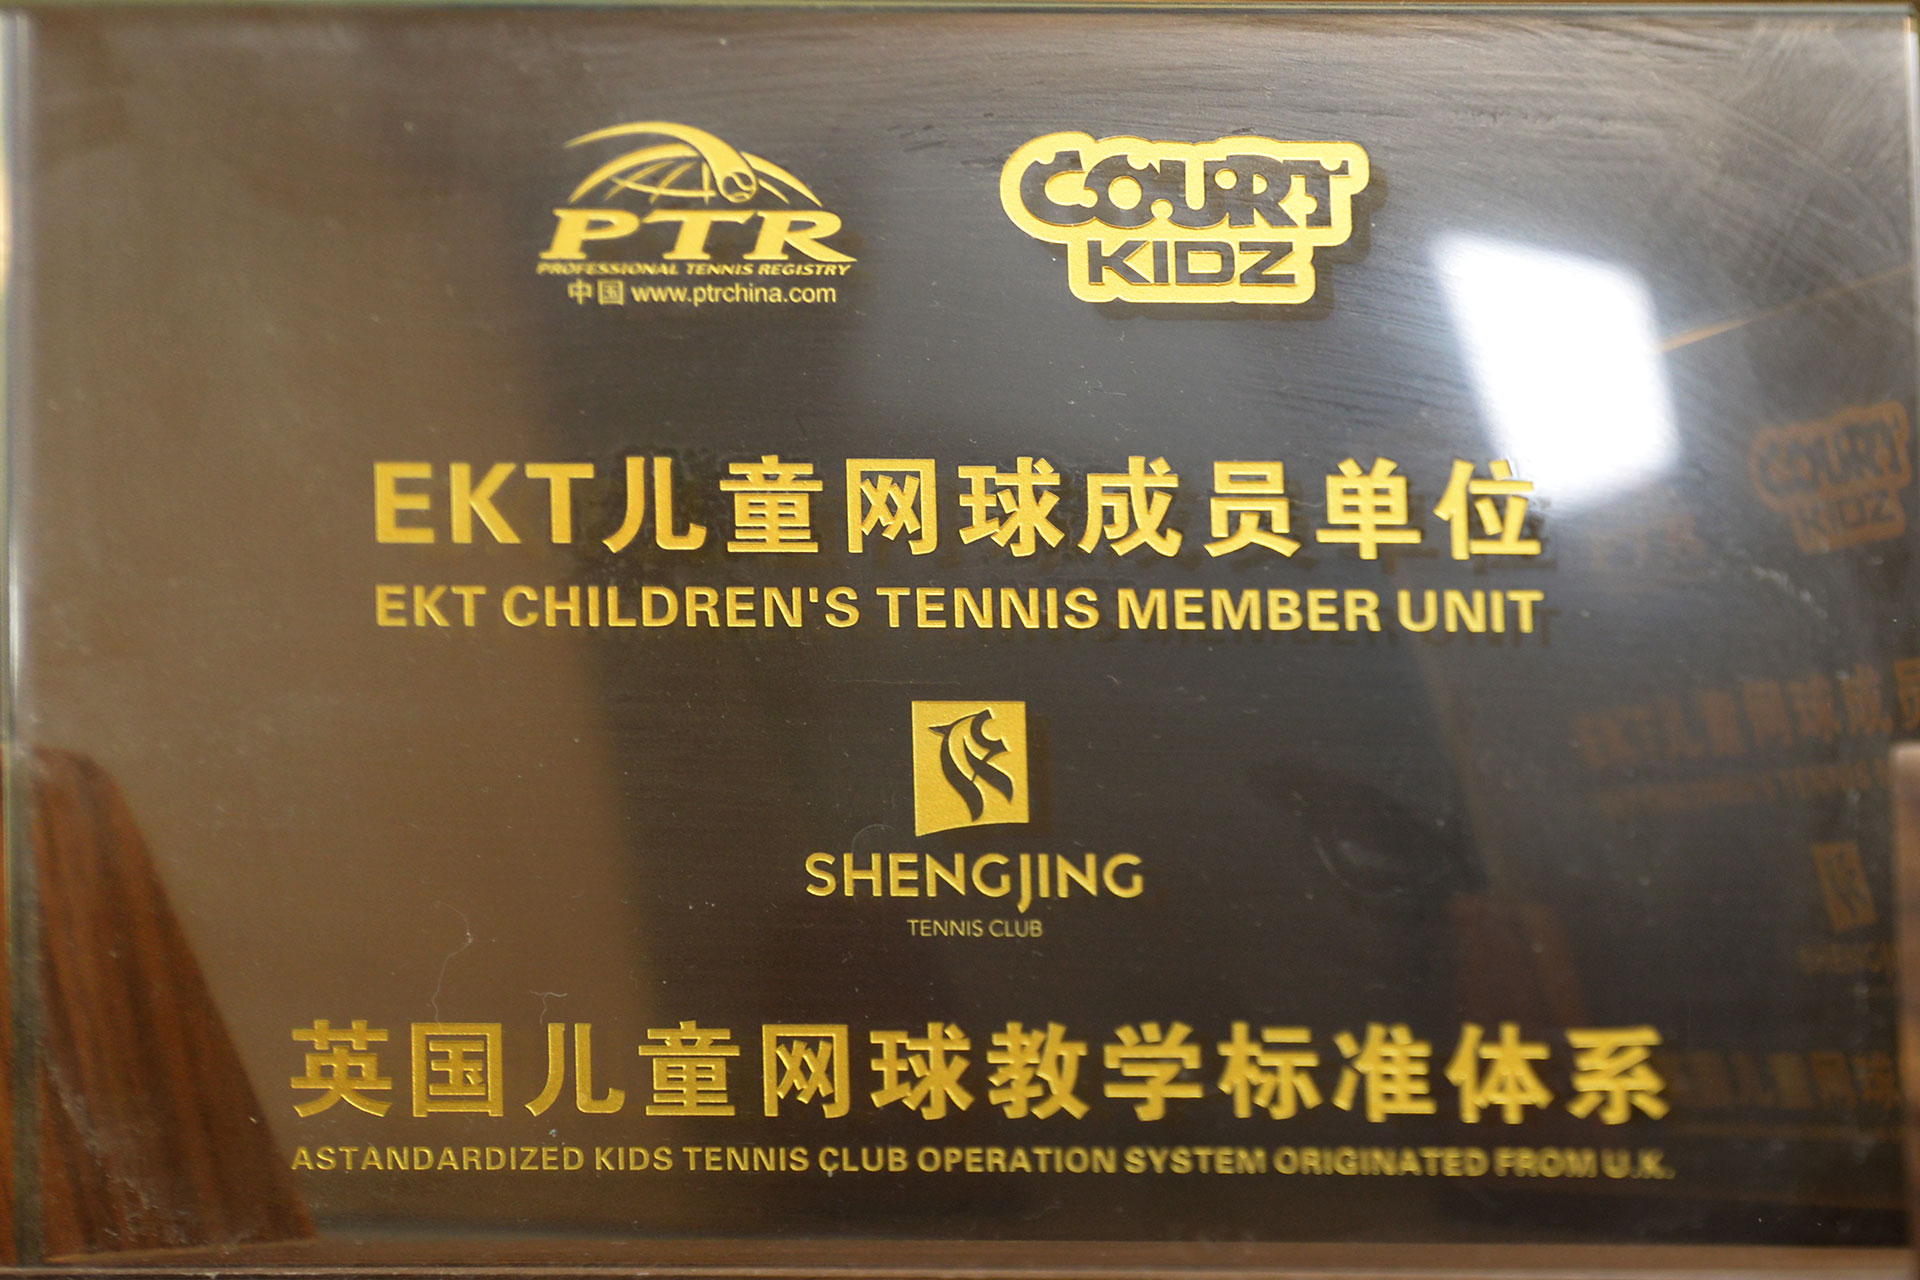 PTR
PROFESSIONAL TENNIS REGISTRY
中国 www.ptrchina.com
COURT
KIDZ
EKT儿童网球成员单位
EKT CHILDREN'S TENNIS MEMBER UNIT
SHENGJING
TENNIS CLUB
英国儿童网球教学标准体系
ASTANDARDIZED KIDS TENNIS CLUB OPERATION SYSTEM ORIGINATED FROM U.K.
COURT
KIDZ